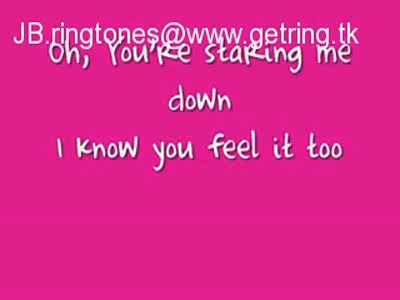 JB.ringtones@www.getring.tk
Oh, You're staring me
down
I know you feel it too